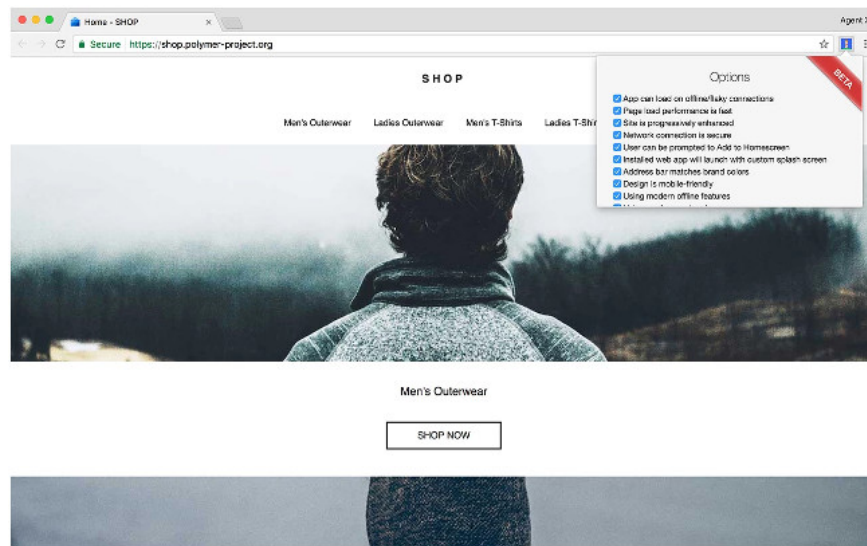 Home - SHOP
Agent
Secure https://shop.polymer-project.org
SHOP
Men's Outerwear Ladies Outerwear Men's T-Shirts Ladies
Options
BETA
App can load on offline/flaky connections
Page load performance is fast
Site is progressively enhanced
Network connection is secure
User can be prompted to Add to Homescreen
Installed web app will launch with custom splash screen
Address bar matches brand colors
Design is mobile-friendly
Using modern offline features
Men's Outerwear
SHOP NOW